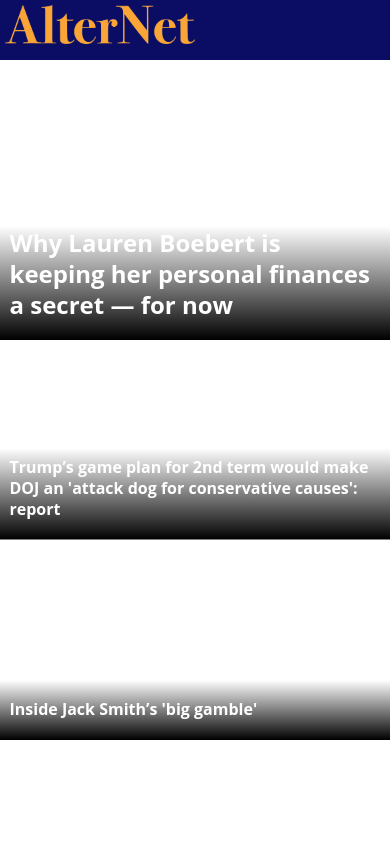 AlterNet
Why Lauren Boebert is
keeping her personal finances
a secret — for now
Trump’s game plan for 2nd term would make
DOJ an 'attack dog for conservative causes':
report
Inside Jack Smith’s 'big gamble'